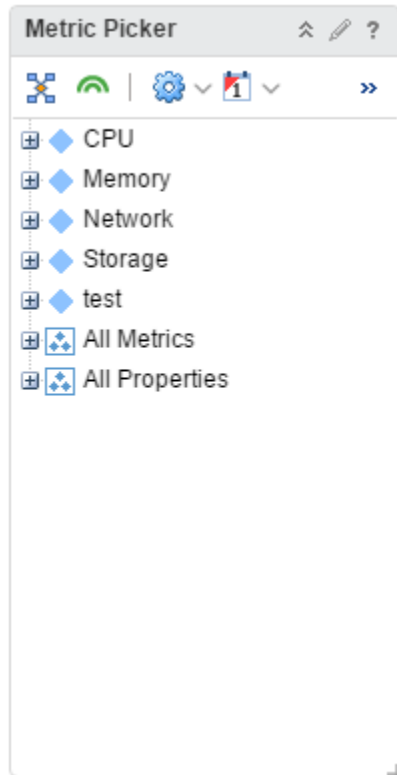 Metric Picker ?
1
CPU
Memory
Network
Storage
test
All Metrics
All Properties